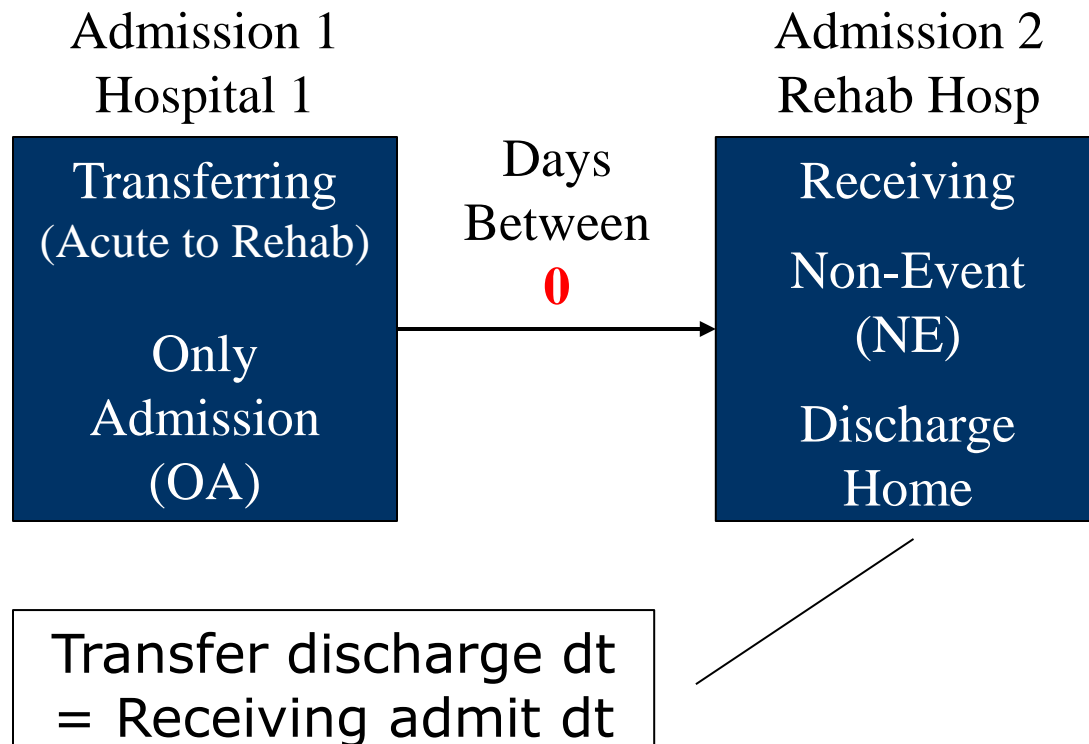 Admission 1
Hospital 1
Transferring
(Acute to Rehab)
Only
Admission
(OA)
Days
Between
0
Admission 2
Rehab Hosp
Receiving
Non-Event
(NE)
Discharge
Home
Transfer discharge dt
= Receiving admit dt